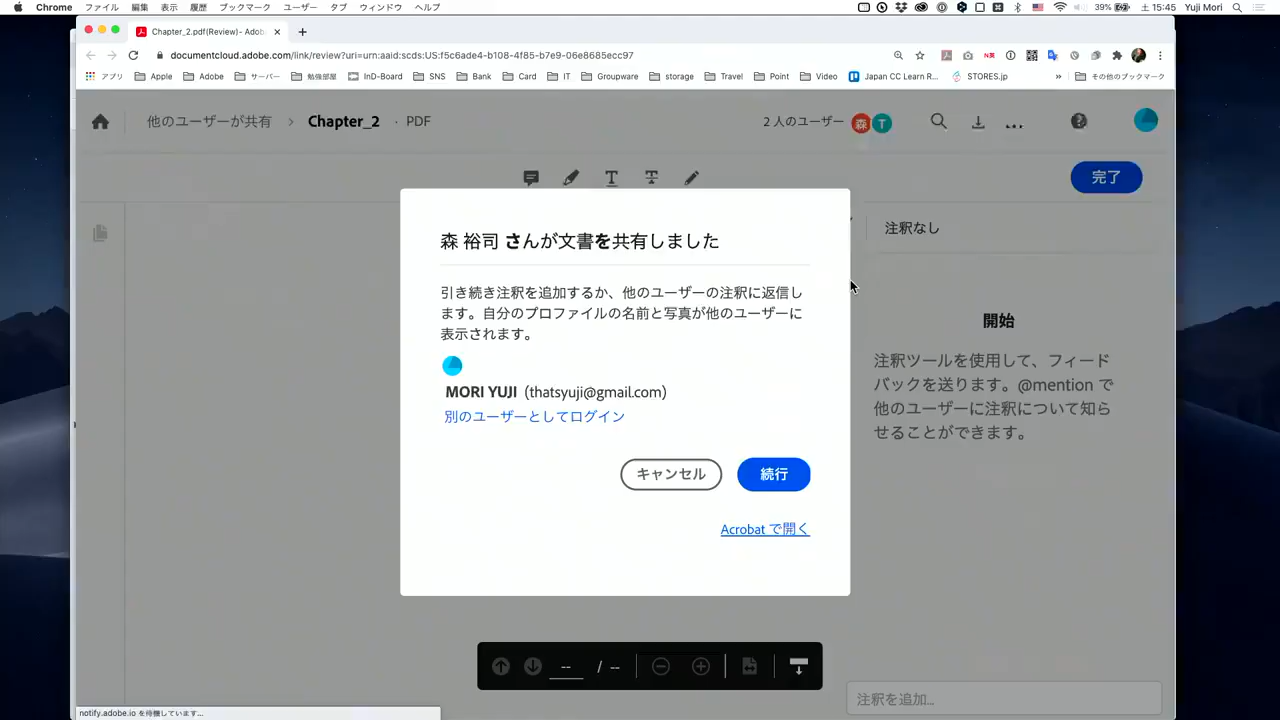 Chrome ファイル 編集 表示 履歴 ブックマーク ユーザー タブ ウィンドウ ヘルプ 39% 土 15:45 Yuji Mori
Chapter_2.pdf(Review) - Adob
documentcloud.adobe.com/link/review?uri=urn:aaid:scds:US:f5c6ade4-b108-4f85-b7e9-06e8685ecc97
アプリ Apple Adobe サーバー 勉強部屋 InD-Board SNS Bank Card IT Groupware storage Travel Point Video Japan CC Learn R... STORES.jp » その他のブックマーク
他のユーザーが共有 › Chapter_2 · PDF 2 人のユーザー 森 T ...
完了
注釈なし
森 裕司 さんが文書を共有しました
引き続き注釈を追加するか、他のユーザーの注釈に返信し
ます。自分のプロファイルの名前と写真が他のユーザーに
表示されます。
MORI YUJI (thatsyuji@gmail.com)
別のユーザーとしてログイン
キャンセル 続行
Acrobat で開く
開始
注釈ツールを使用して、フィード
バックを送ります。@mention で
他のユーザーに注釈について知ら
せることができます。
-- / --
注釈を追加...
notify.adobe.io を待機しています...